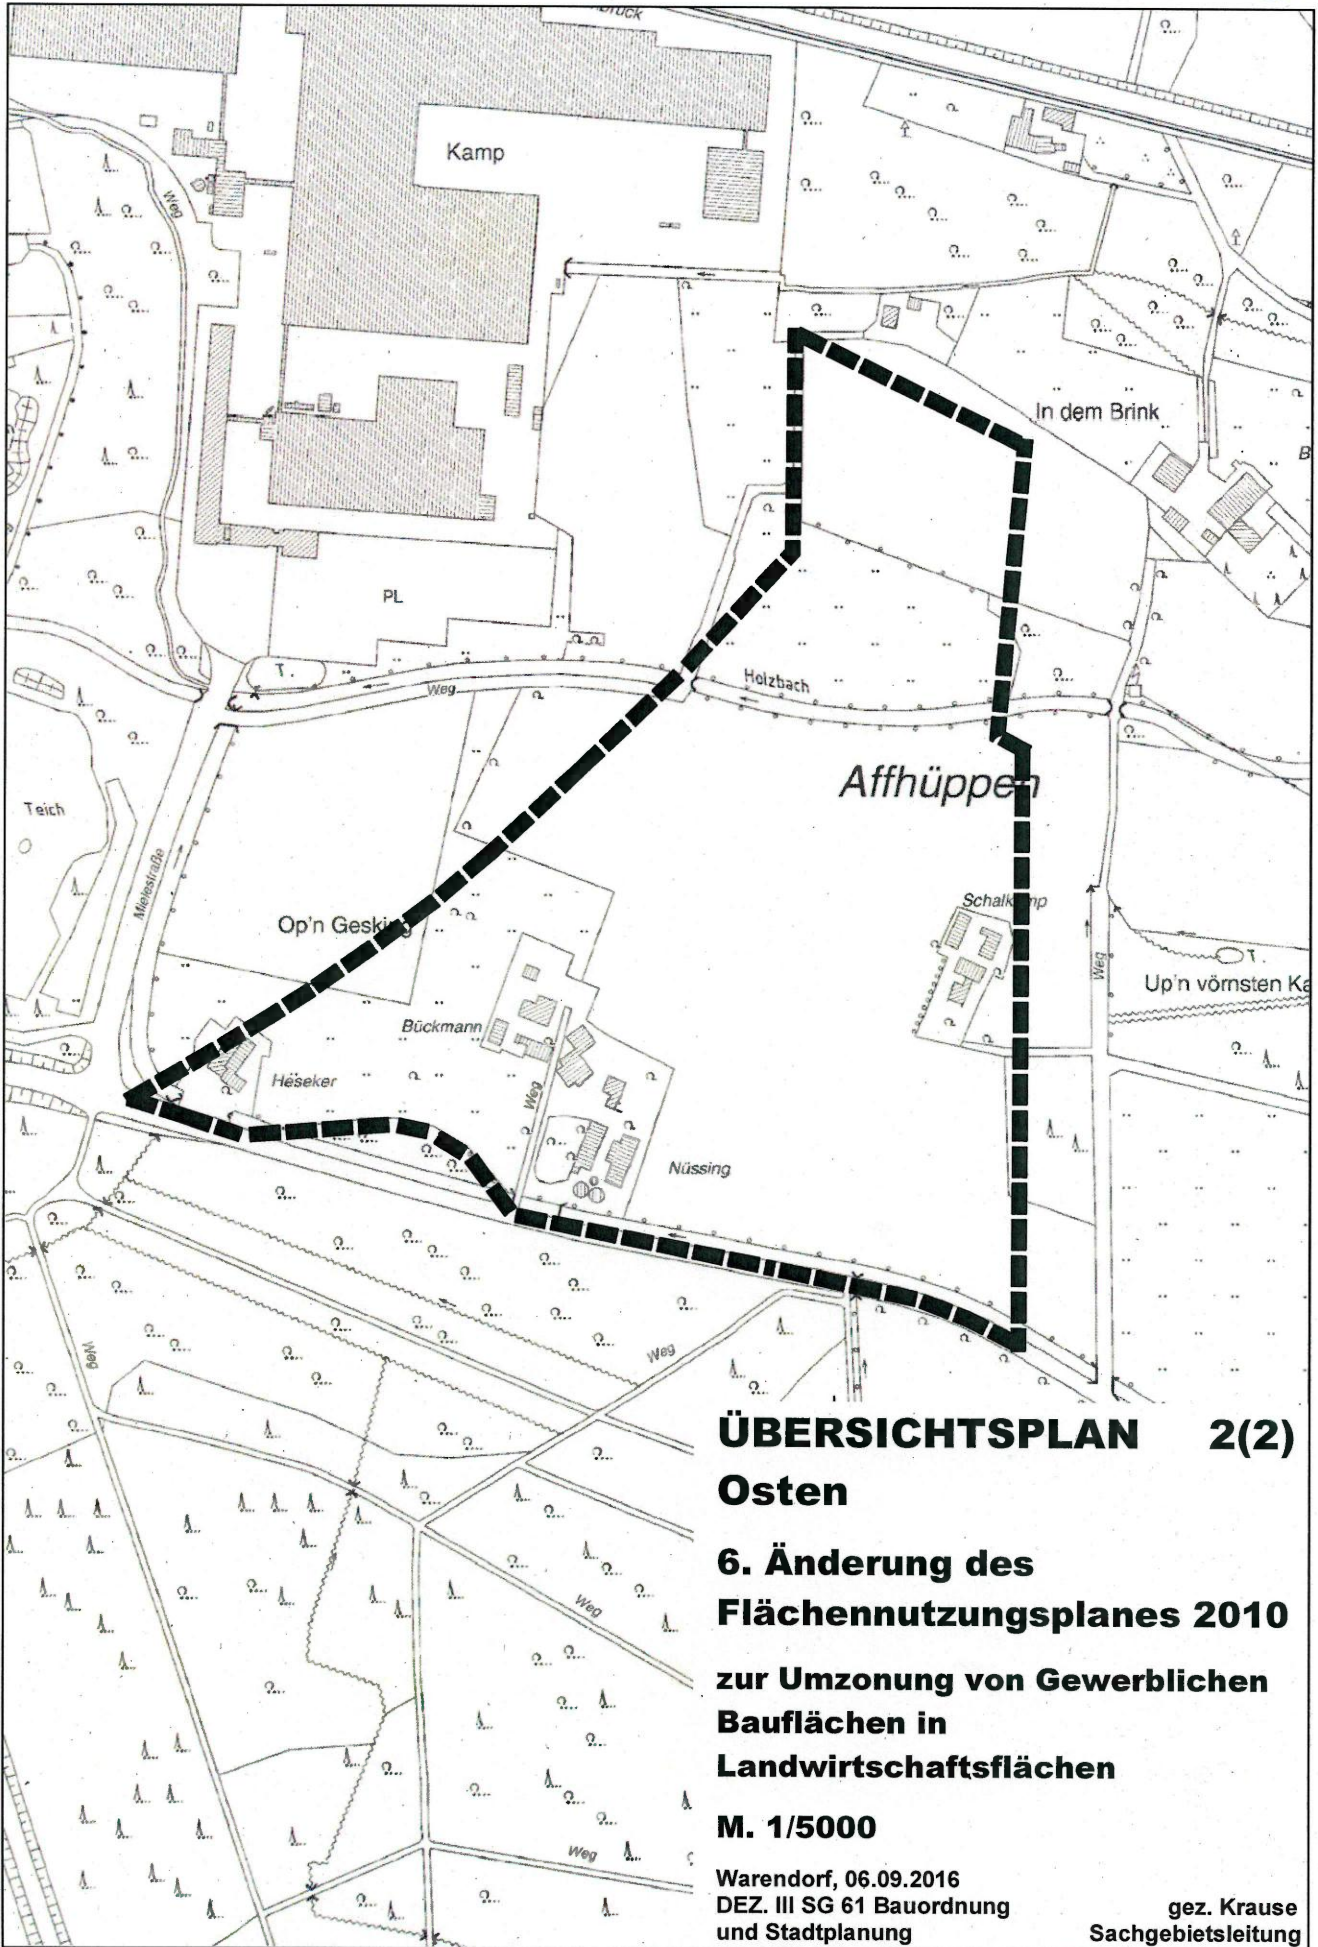 Kamp
Weg
In dem Brink
PL
T.
Weg
Holzbach
Affhüppen
Teich
Mielestraße
Op'n Gesking
Schalkamp
Weg
T.
Up'n vörnsten Ka
Bückmann
Heseker
Weg
Nüssing
Weg
Weg
ÜBERSICHTSPLAN 2(2)
Osten
6. Änderung des
Flächennutzungsplanes 2010
zur Umzonung von Gewerblichen
Bauflächen in
Landwirtschaftsflächen
M. 1/5000
Weg
Weg
Warendorf, 06.09.2016
DEZ. III SG 61 Bauordnung
und Stadtplanung
gez. Krause
Sachgebietsleitung